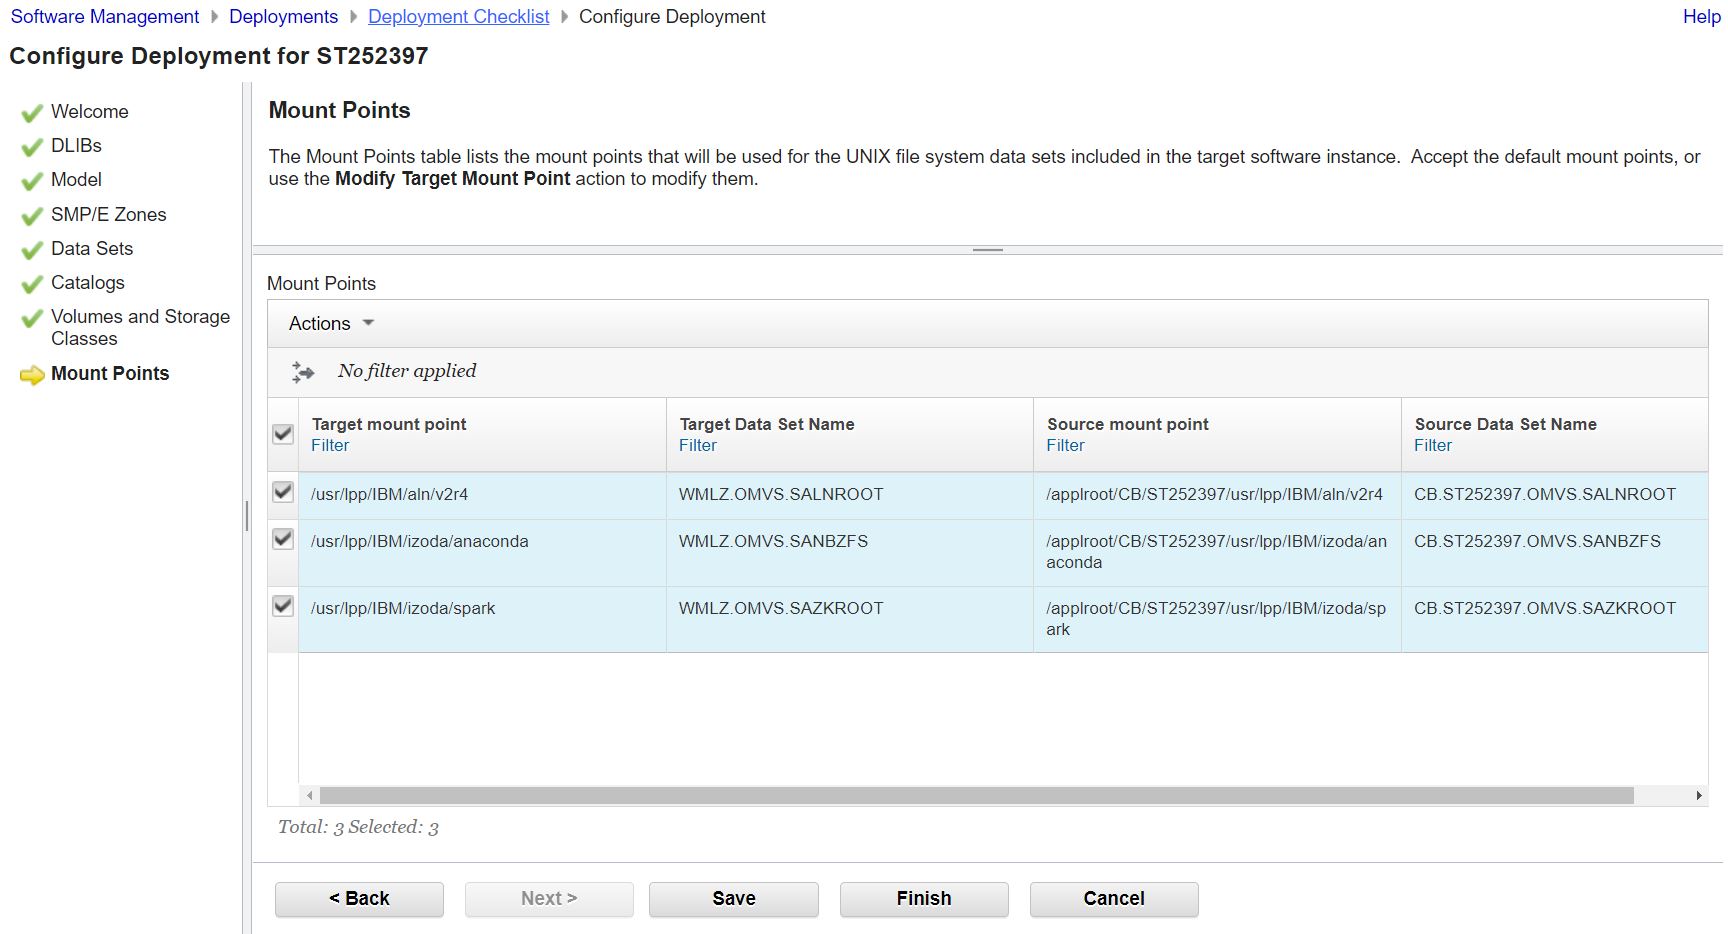 Software Management Deployments Deployment Checklist Configure Deployment Help
Configure Deployment for ST252397
Welcome
DLIBs
Model
SMP/E Zones
Data Sets
Catalogs
Volumes and Storage
Classes
Mount Points
Mount Points
The Mount Points table lists the mount points that will be used for the UNIX file system data sets included in the target software instance. Accept the default mount points, or
use the Modify Target Mount Point action to modify them.
Mount Points
Actions
No filter applied
Target mount point Target Data Set Name Source mount point Source Data Set Name
Filter Filter Filter Filter
/usr/lpp/IBM/aln/v2r4 WMLZ.OMVS.SALNROOT /applroot/CB/ST252397/usr/lpp/IBM/aln/v2r4 CB.ST252397.OMVS.SALNROOT
/usr/lpp/IBM/izoda/anaconda WMLZ.OMVS.SANBZFS /applroot/CB/ST252397/usr/lpp/IBM/izoda/an CB.ST252397.OMVS.SANBZFS
aconda
/usr/lpp/IBM/izoda/spark WMLZ.OMVS.SAZKROOT /applroot/CB/ST252397/usr/lpp/IBM/izoda/sp CB.ST252397.OMVS.SAZKROOT
ark
Total: 3 Selected: 3
< Back Next > Save Finish Cancel